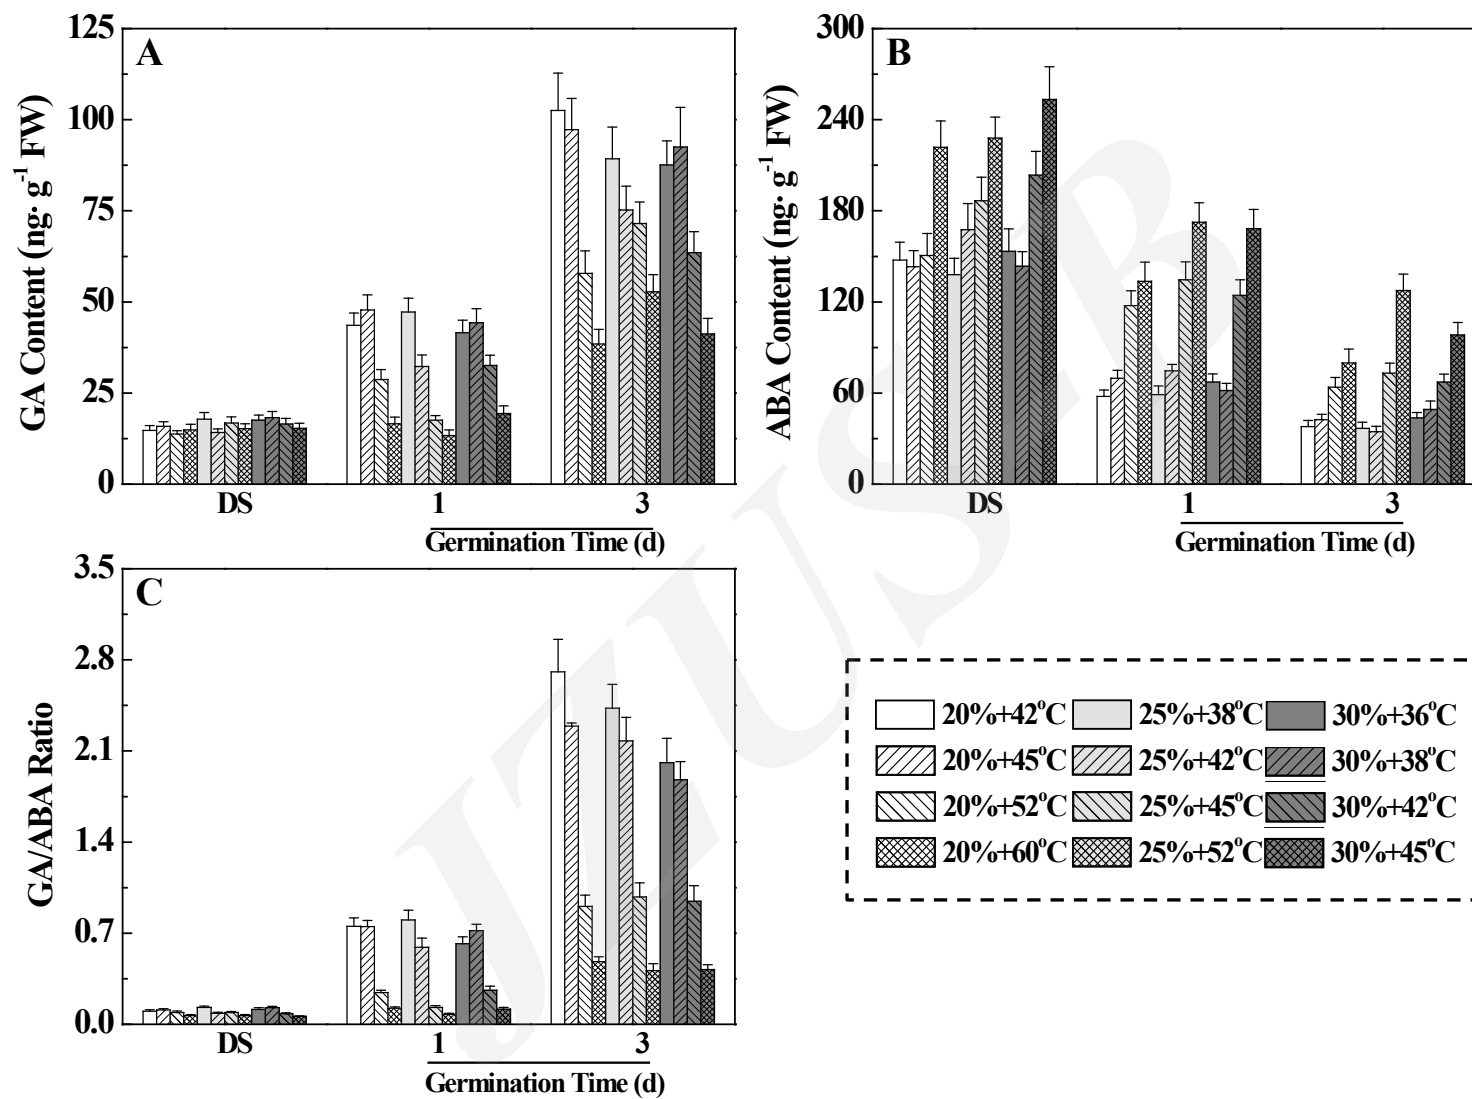 A
GA Content (ng· g-1 FW)
125
100
75
50
25
0
DS
1
3
Germination Time (d)
B
ABA Content (ng· g-1 FW)
300
240
180
120
60
0
DS
1
3
Germination Time (d)
C
GA/ABA Ratio
3.5
2.8
2.1
1.4
0.7
0.0
DS
1
3
Germination Time (d)
20%+42°C 25%+38°C 30%+36°C
20%+45°C 25%+42°C 30%+38°C
20%+52°C 25%+45°C 30%+42°C
20%+60°C 25%+52°C 30%+45°C
JZUSB